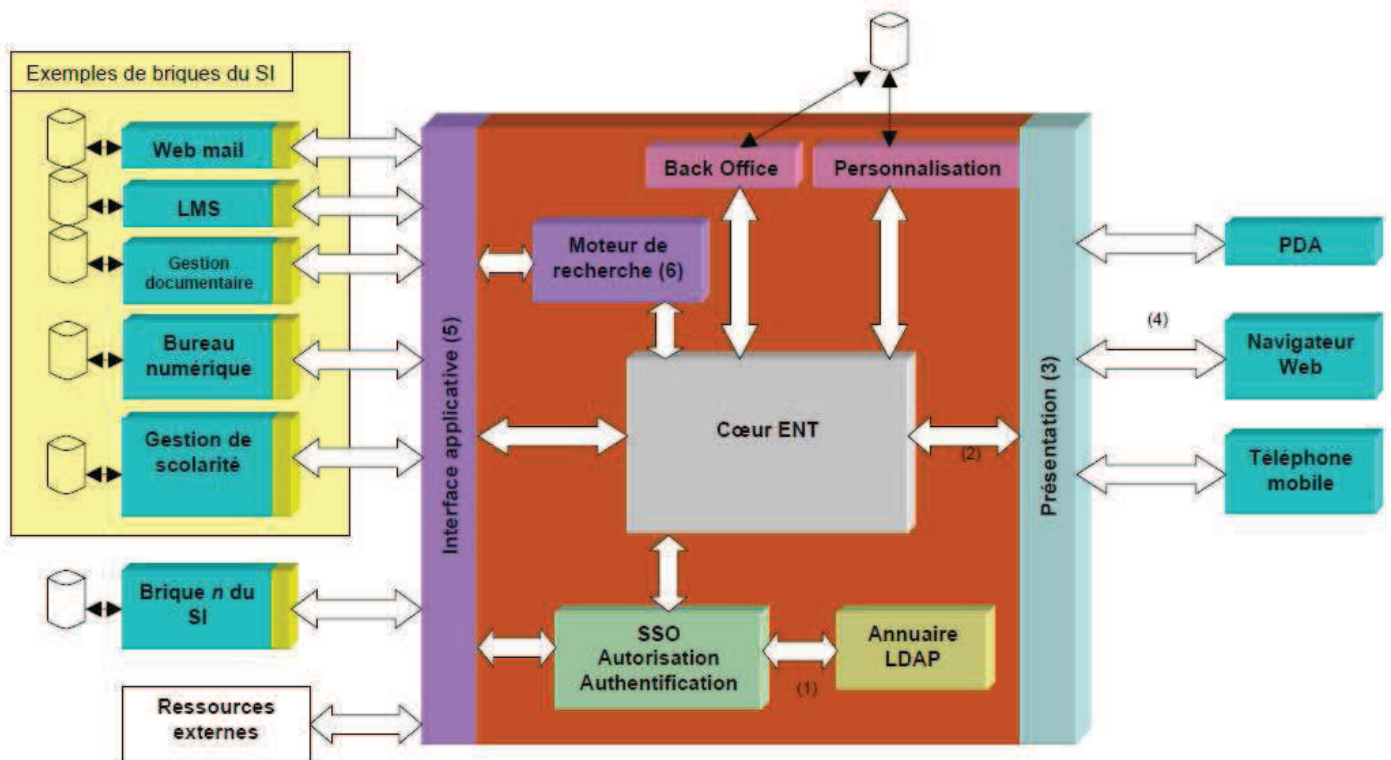 Exemples de briques du SI
Web mail
LMS
Gestion
documentaire
Bureau
numérique
Gestion de
scolarité
Brique n du
SI
Ressources
externes
Interface applicative (5)
Back Office
Personnalisation
Moteur de
recherche (6)
Cœur ENT
(2)
SSO
Autorisation
Authentification
(1)
Annuaire
LDAP
Présentation (3)
PDA
(4)
Navigateur
Web
Téléphone
mobile